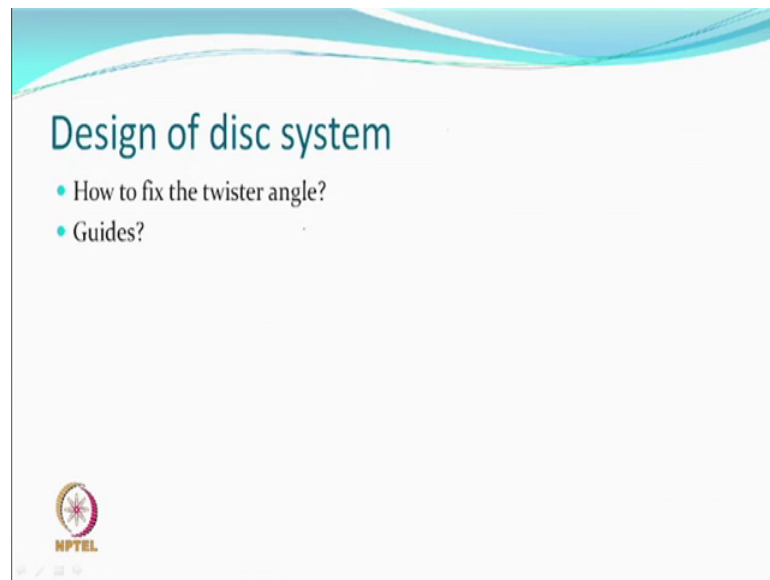 Design of disc system
How to fix the twister angle?
Guides?
NPTEL